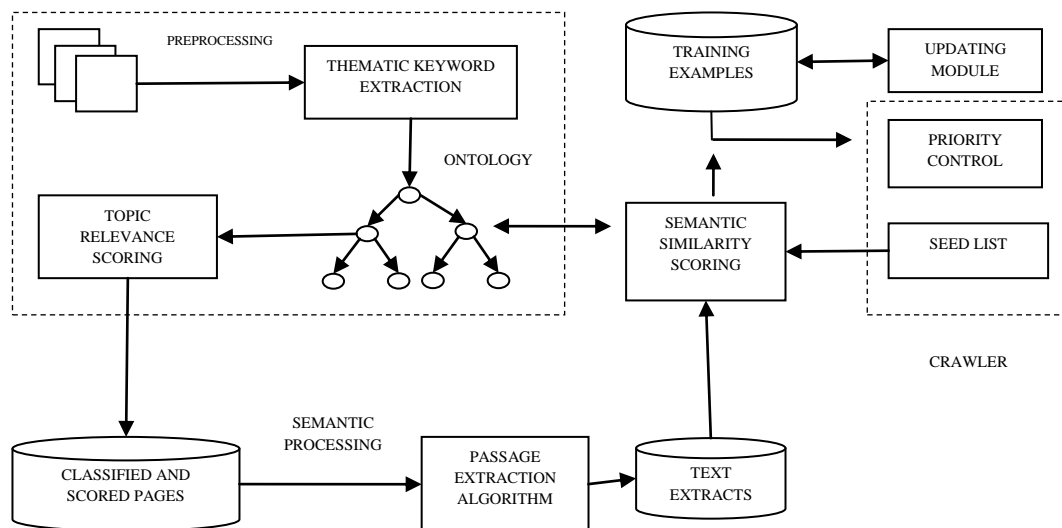 PREPROCESSING
THEMATIC KEYWORD
EXTRACTION
ONTOLOGY
TOPIC
RELEVANCE
SCORING
TRAINING
EXAMPLES
UPDATING
MODULE
PRIORITY
CONTROL
SEMANTIC
SIMILARITY
SCORING
SEED LIST
CRAWLER
SEMANTIC
PROCESSING
CLASSIFIED AND
SCORED PAGES
PASSAGE
EXTRACTION
ALGORITHM
TEXT
EXTRACTS